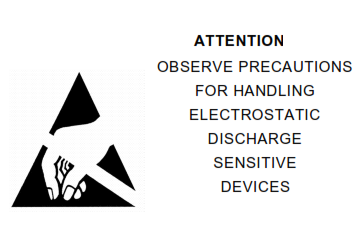 ATTENTION
OBSERVE PRECAUTIONS
FOR HANDLING
ELECTROSTATIC
DISCHARGE
SENSITIVE
DEVICES